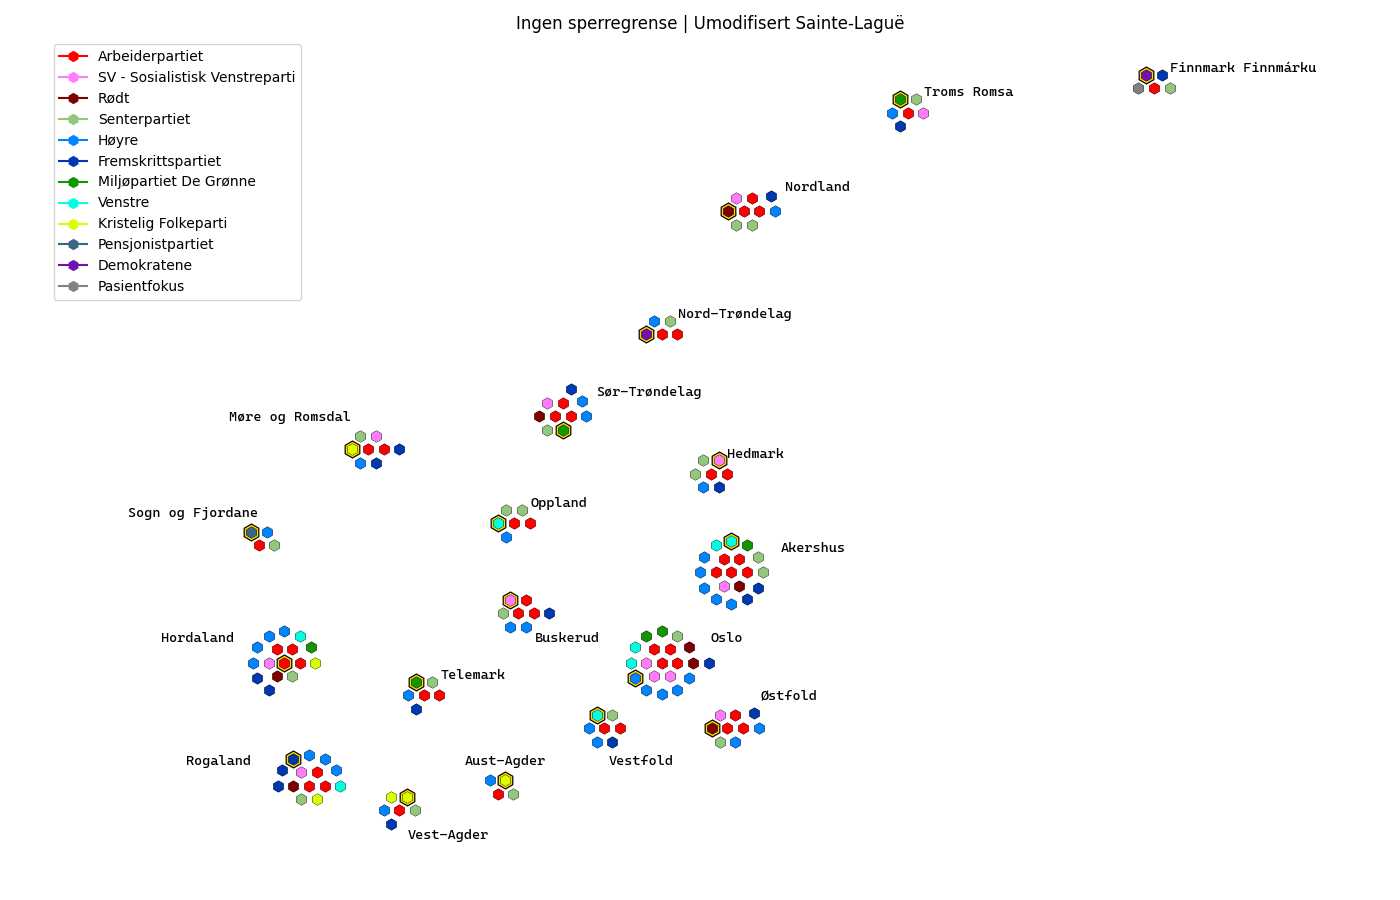 Ingen sperregrense | Umodifisert Sainte-Laguë
Arbeiderpartiet
SV - Sosialistisk Venstreparti
Rødt
Senterpartiet
Høyre
Fremskrittspartiet
Miljøpartiet De Grønne
Venstre
Kristelig Folkeparti
Pensjonistpartiet
Demokratene
Pasientfokus
Finnmark Finnmárku
Troms Romsa
Nordland
Nord-Trøndelag
Sør-Trøndelag
Møre og Romsdal
Hedmark
Oppland
Sogn og Fjordane
Akershus
Hordaland
Buskerud
Oslo
Telemark
Østfold
Rogaland
Aust-Agder
Vestfold
Vest-Agder